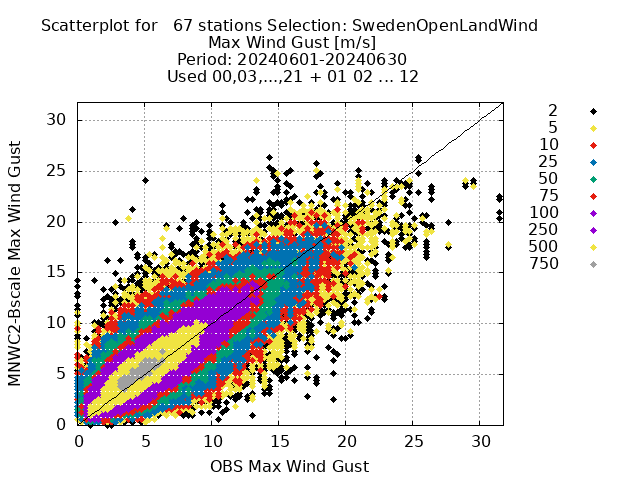 Scatterplot for   67 stations Selection: SwedenOpenLandWind
Max Wind Gust [m/s]
Period: 20240601-20240630
Used 00,03,...,21 + 01 02 ... 12
MNWC2-Bscale Max Wind Gust
30
25
20
15
10
5
0
0 5 10 15 20 25 30
OBS Max Wind Gust
2
5
10
25
50
75
100
250
500
750